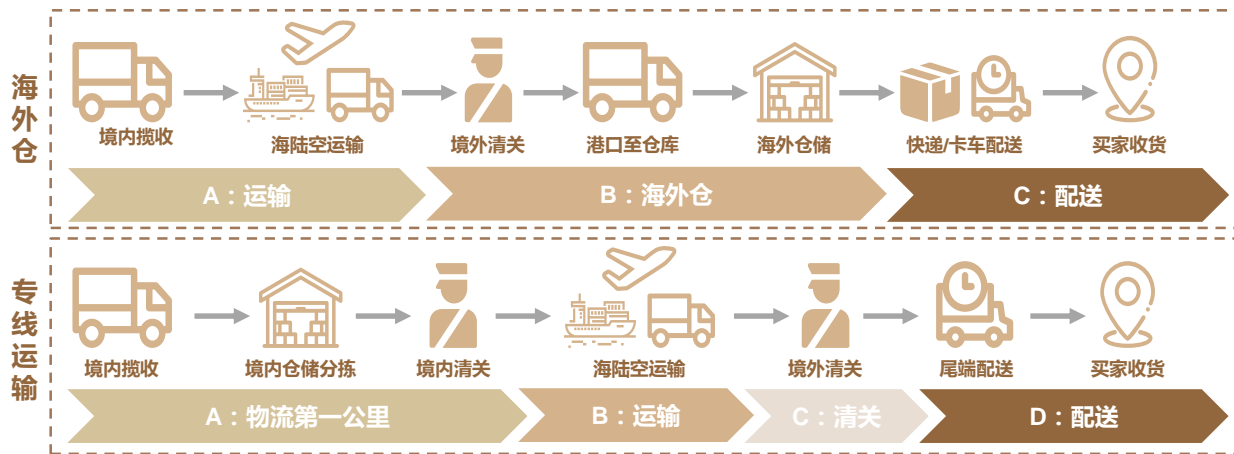 海外仓
境内揽收
海陆空运输
境外清关
港口至仓库
海外仓储
快递/卡车配送
买家收货
A：运输
B：海外仓
C：配送
专线运输
境内揽收
境内仓储分拣
境内清关
海陆空运输
境外清关
尾端配送
买家收货
A：物流第一公里
B：运输
C：清关
D：配送